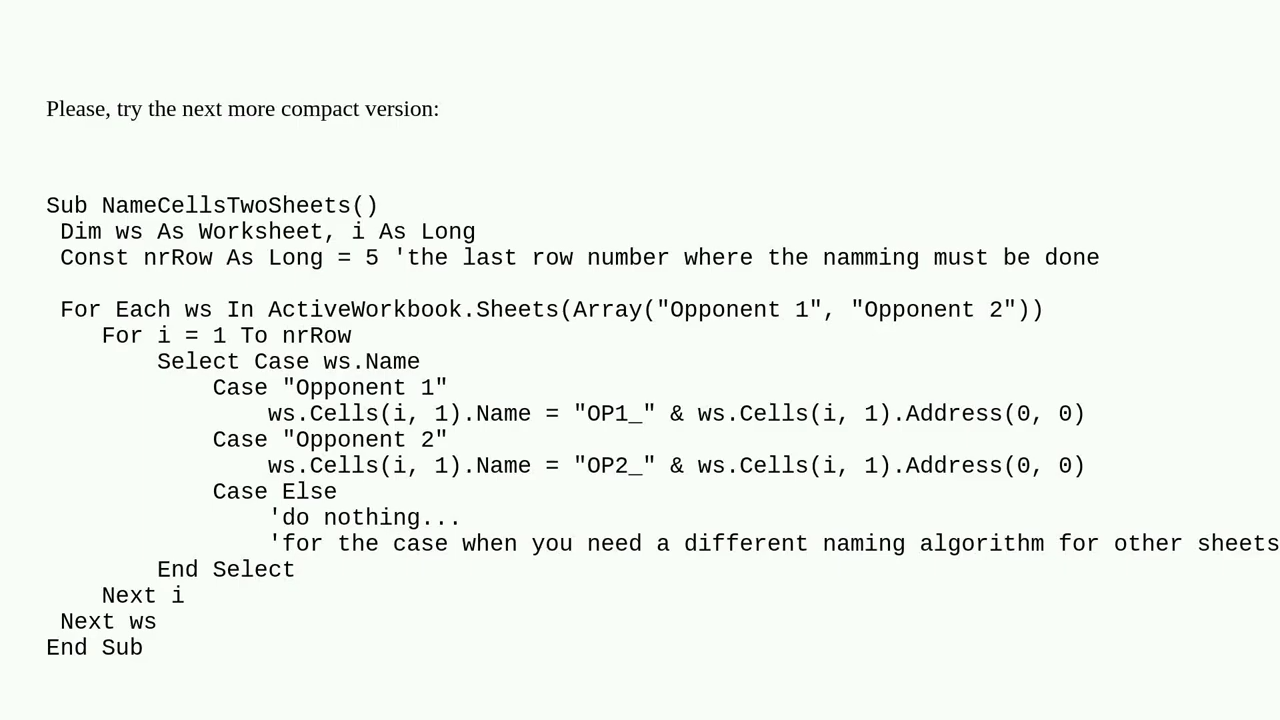 Please, try the next more compact version:
Sub NameCellsTwoSheets()
 Dim ws As Worksheet, i As Long
 Const nrRow As Long = 5 'the last row number where the namming must be done
 For Each ws In ActiveWorkbook.Sheets(Array("Opponent 1", "Opponent 2"))
    For i = 1 To nrRow
        Select Case ws.Name
            Case "Opponent 1"
                ws.Cells(i, 1).Name = "OP1_" & ws.Cells(i, 1).Address(0, 0)
            Case "Opponent 2"
                ws.Cells(i, 1).Name = "OP2_" & ws.Cells(i, 1).Address(0, 0)
            Case Else
                'do nothing...
                'for the case when you need a different naming algorithm for other sheets
        End Select
    Next i
 Next ws
End Sub